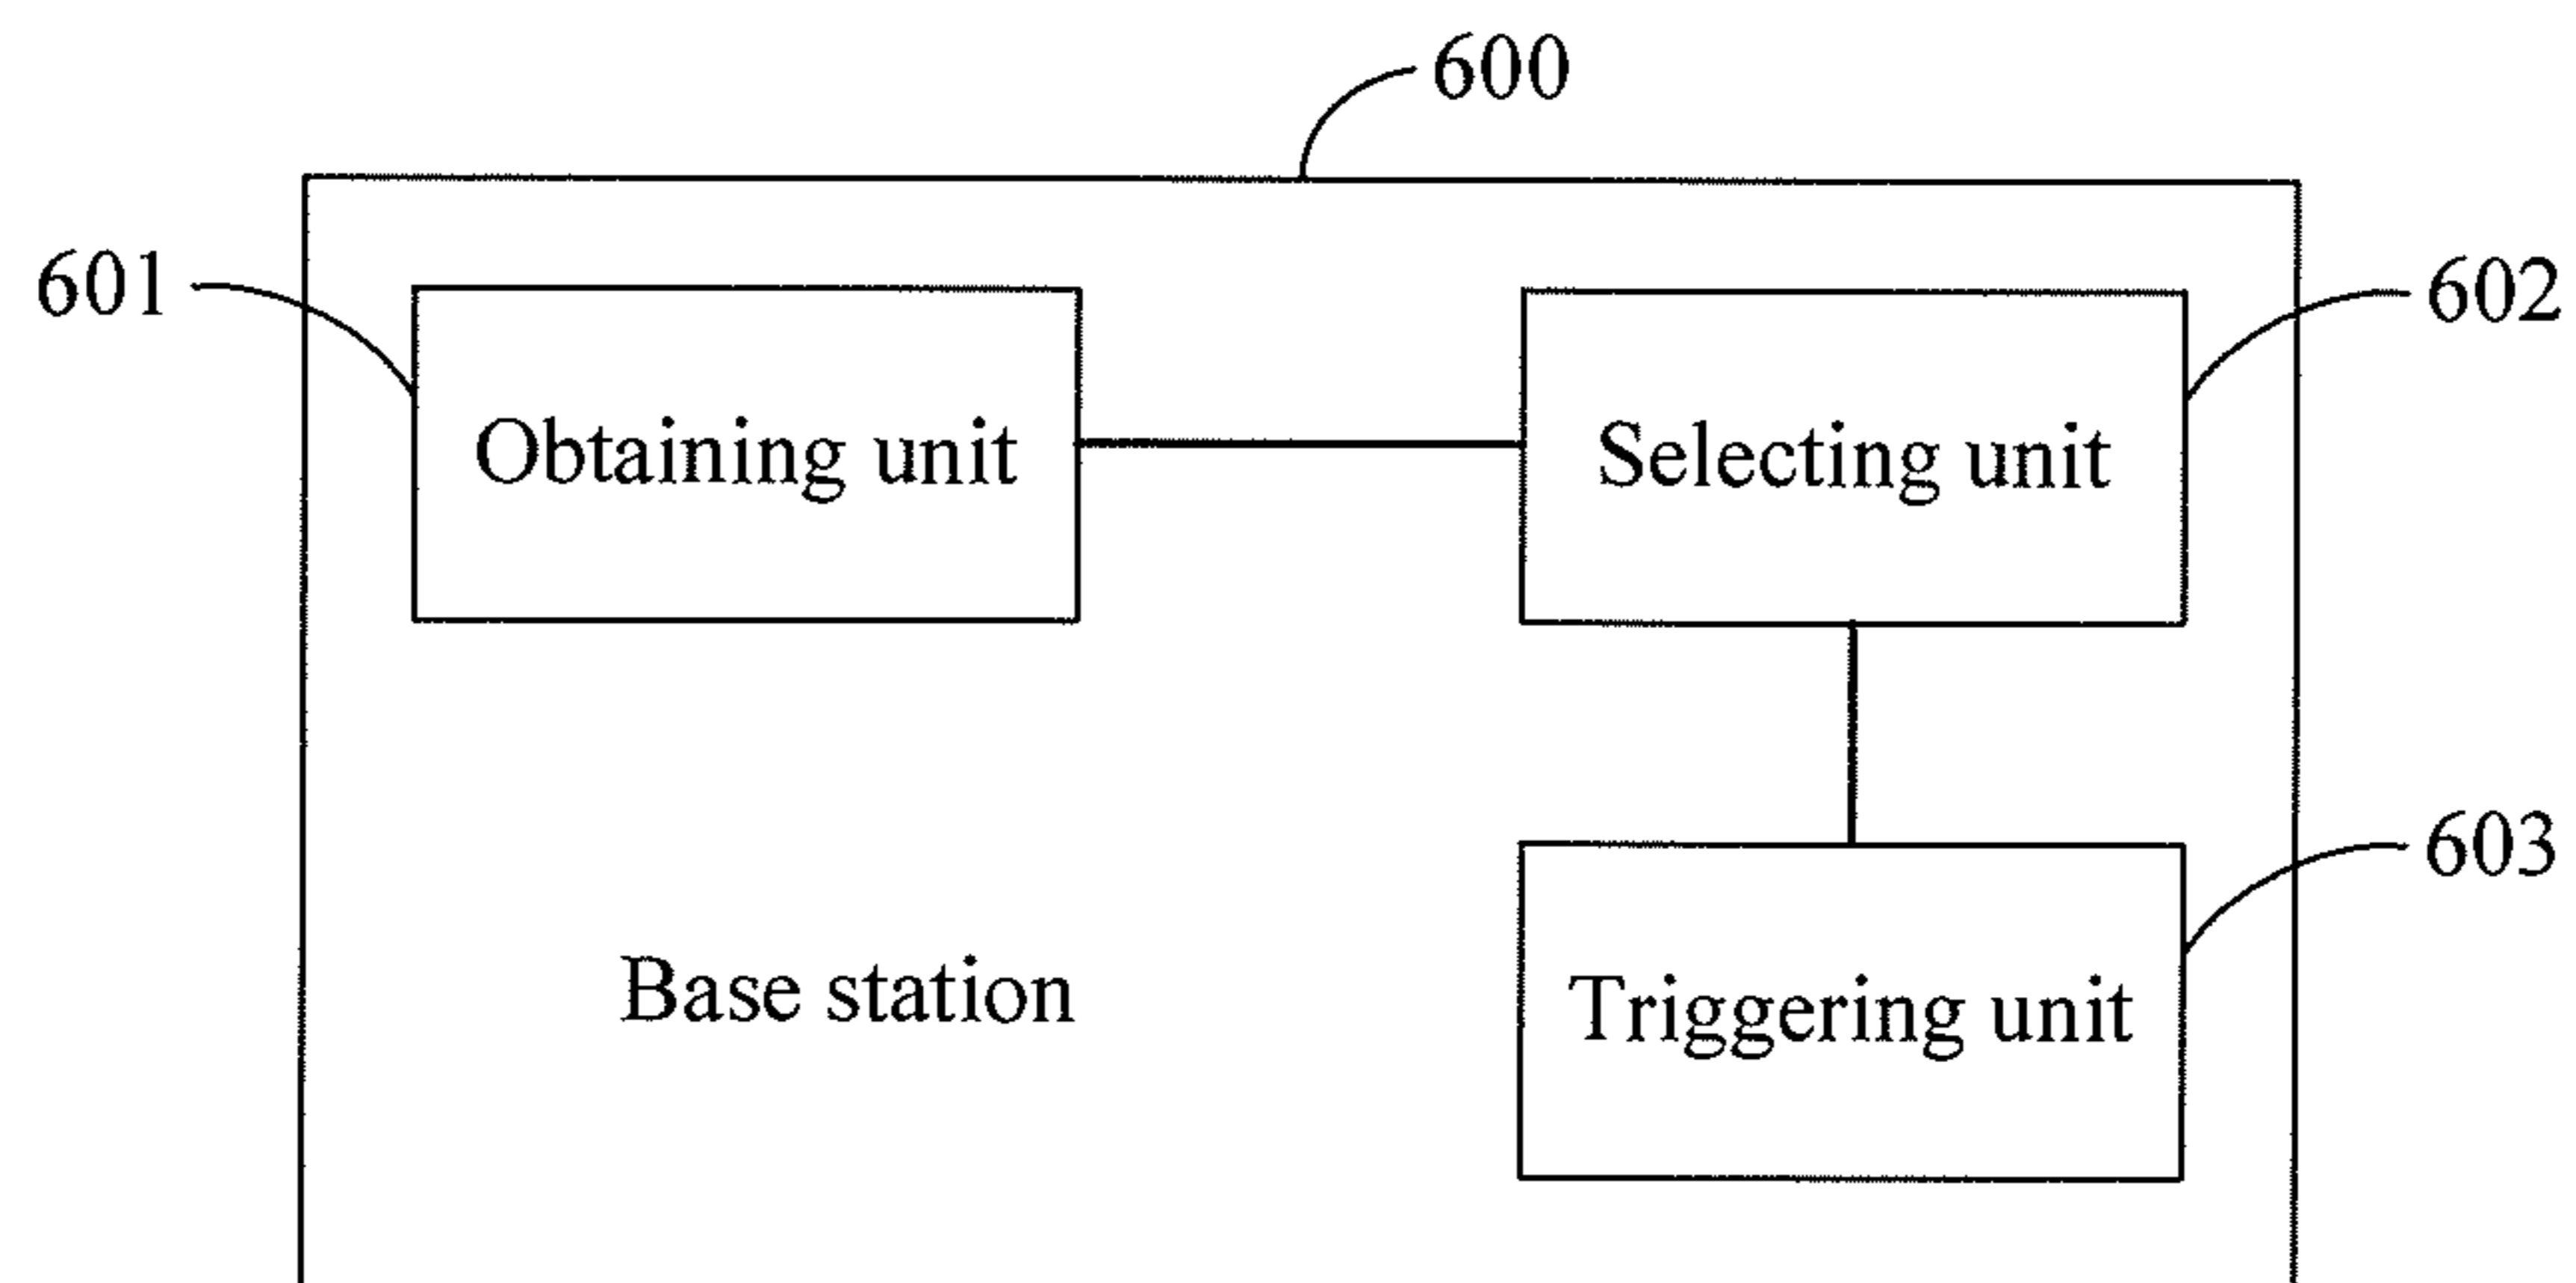 600
601
602
Obtaining unit
Selecting unit
603
Base station
Triggering unit